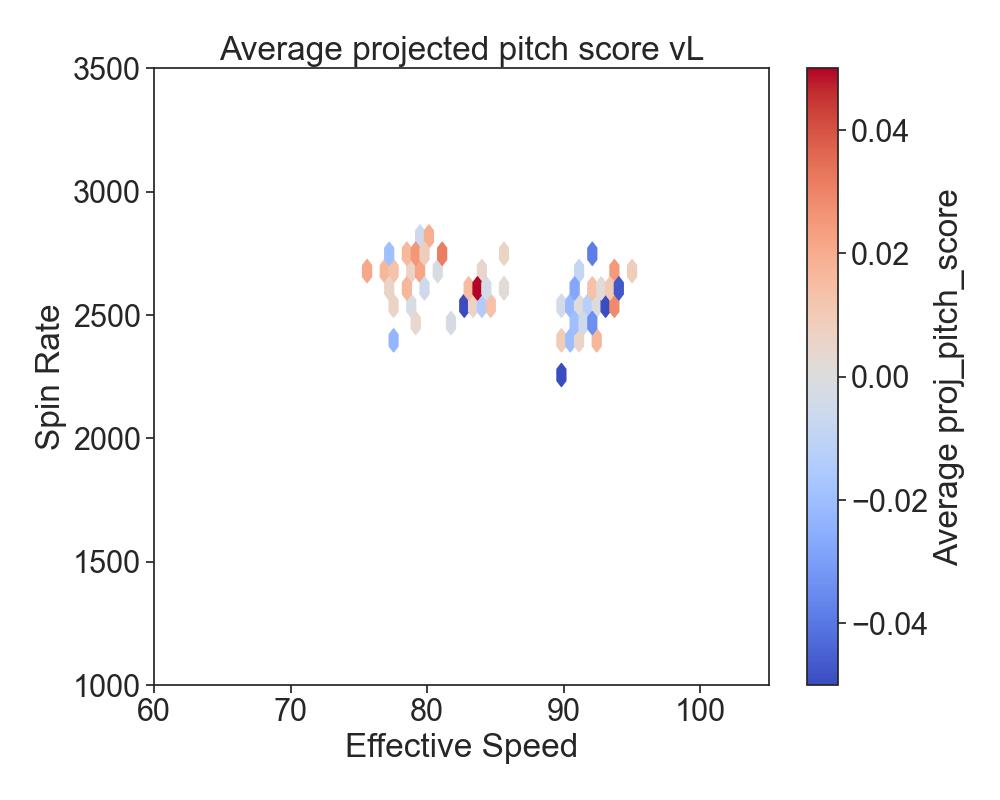 Average projected pitch score vL
3500
3000
2500
2000
1500
1000
Spin Rate
60 70 80 90 100
Effective Speed
0.04
0.02
0.00
−0.02
−0.04
Average proj_pitch_score